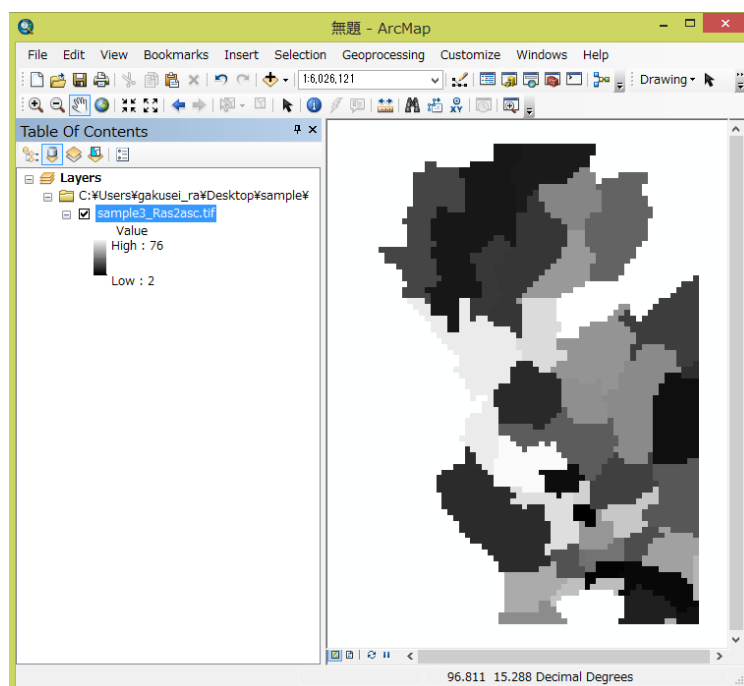 無題 - ArcMap
File Edit View Bookmarks Insert Selection Geoprocessing Customize Windows Help
1:6,026,121
Drawing
Table Of Contents
Layers
C:¥Users¥gakusei_ra¥Desktop¥sample¥
sample3_Ras2asc.tif
Value
High : 76
Low : 2
96.811 15.288 Decimal Degrees